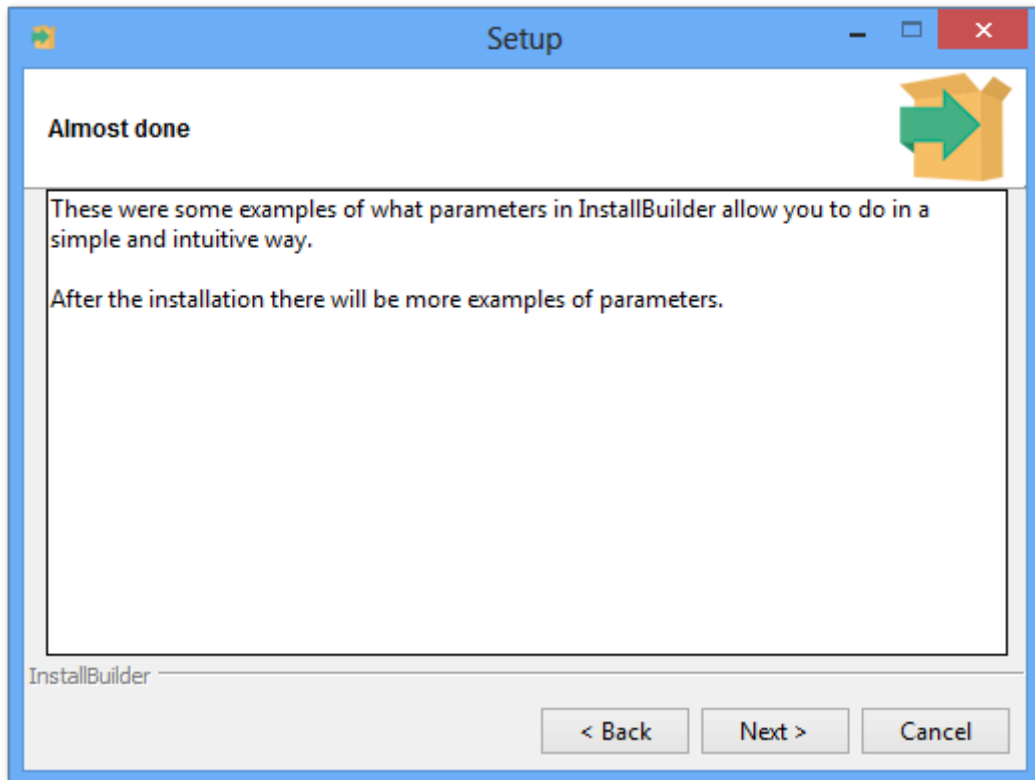 Setup
Almost done
These were some examples of what parameters in InstallBuilder allow you to do in a
simple and intuitive way.
After the installation there will be more examples of parameters.
InstallBuilder
< Back
Next >
Cancel